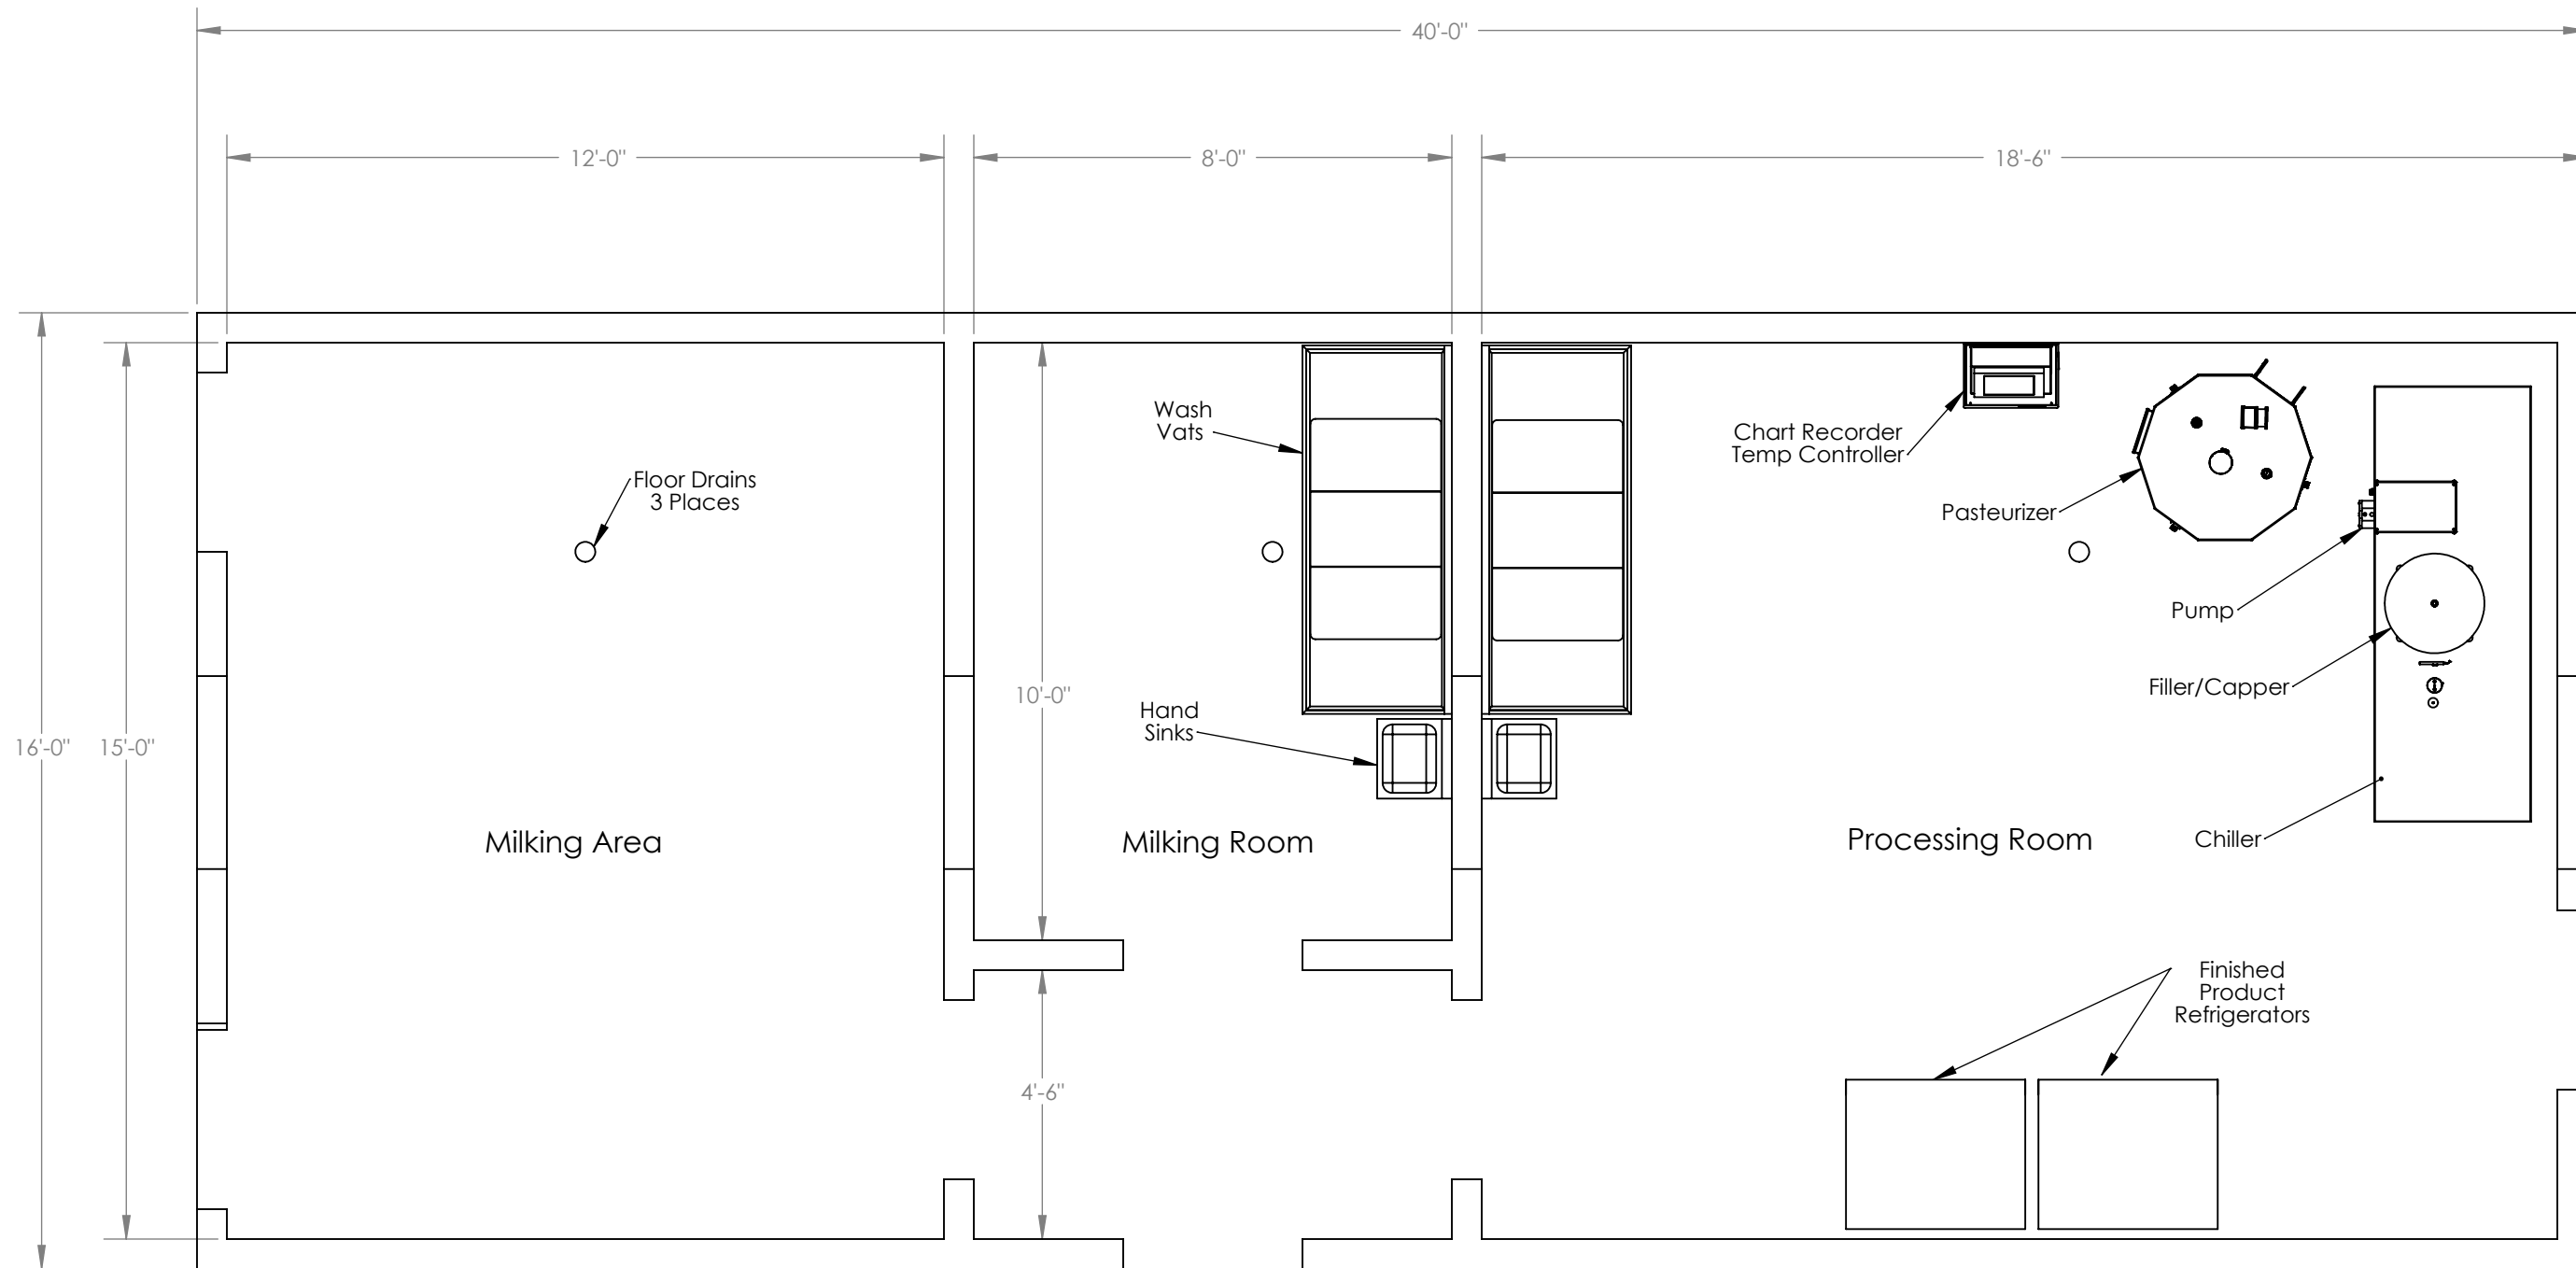 40'-0"
12'-0"
8'-0"
18'-6"
Wash
Vats
Chart Recorder
Temp Controller
Floor Drains
3 Places
Pasteurizer
Pump
Filler/Capper
10'-0"
Hand
Sinks
16'-0"
15'-0"
Milking Area
Milking Room
Processing Room
Chiller
Finished
Product
Refrigerators
4'-6"